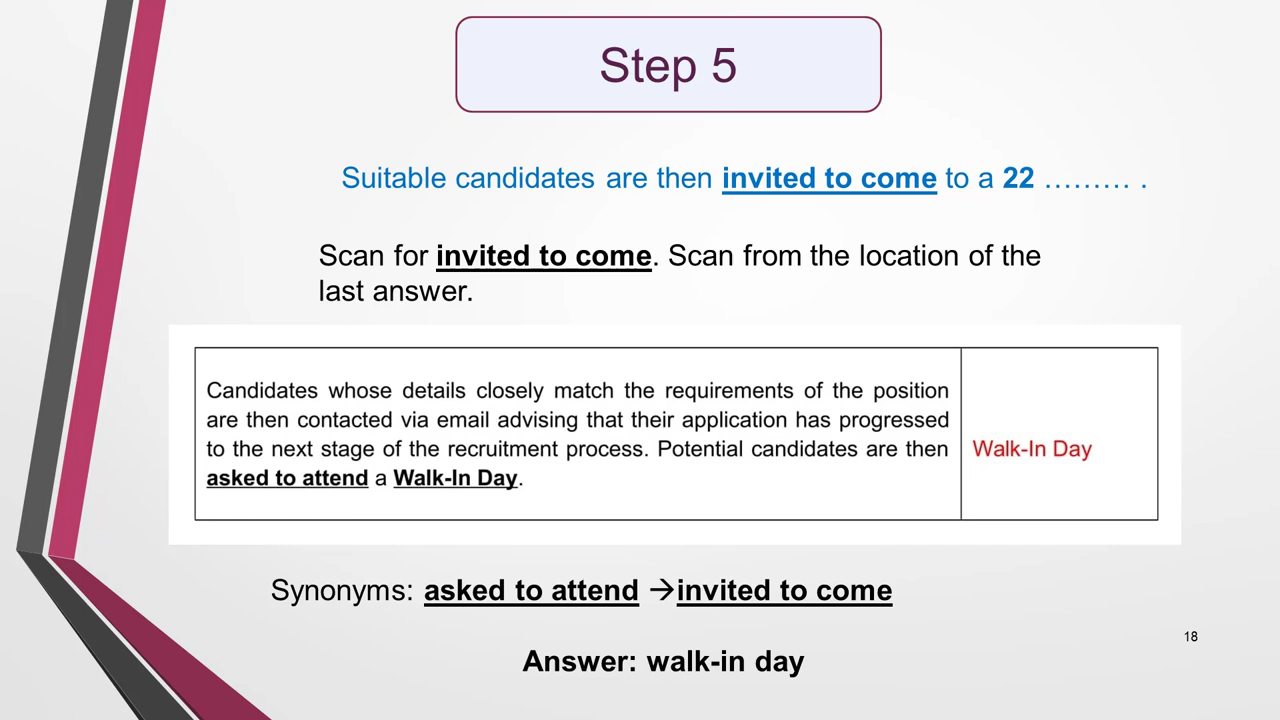 Step 5
Suitable candidates are then invited to come to a 22 ……… .
Scan for invited to come. Scan from the location of the
last answer.
Candidates whose details closely match the requirements of the position
are then contacted via email advising that their application has progressed
to the next stage of the recruitment process. Potential candidates are then
asked to attend a Walk-In Day.
Walk-In Day
Synonyms: asked to attend →invited to come
18
Answer: walk-in day